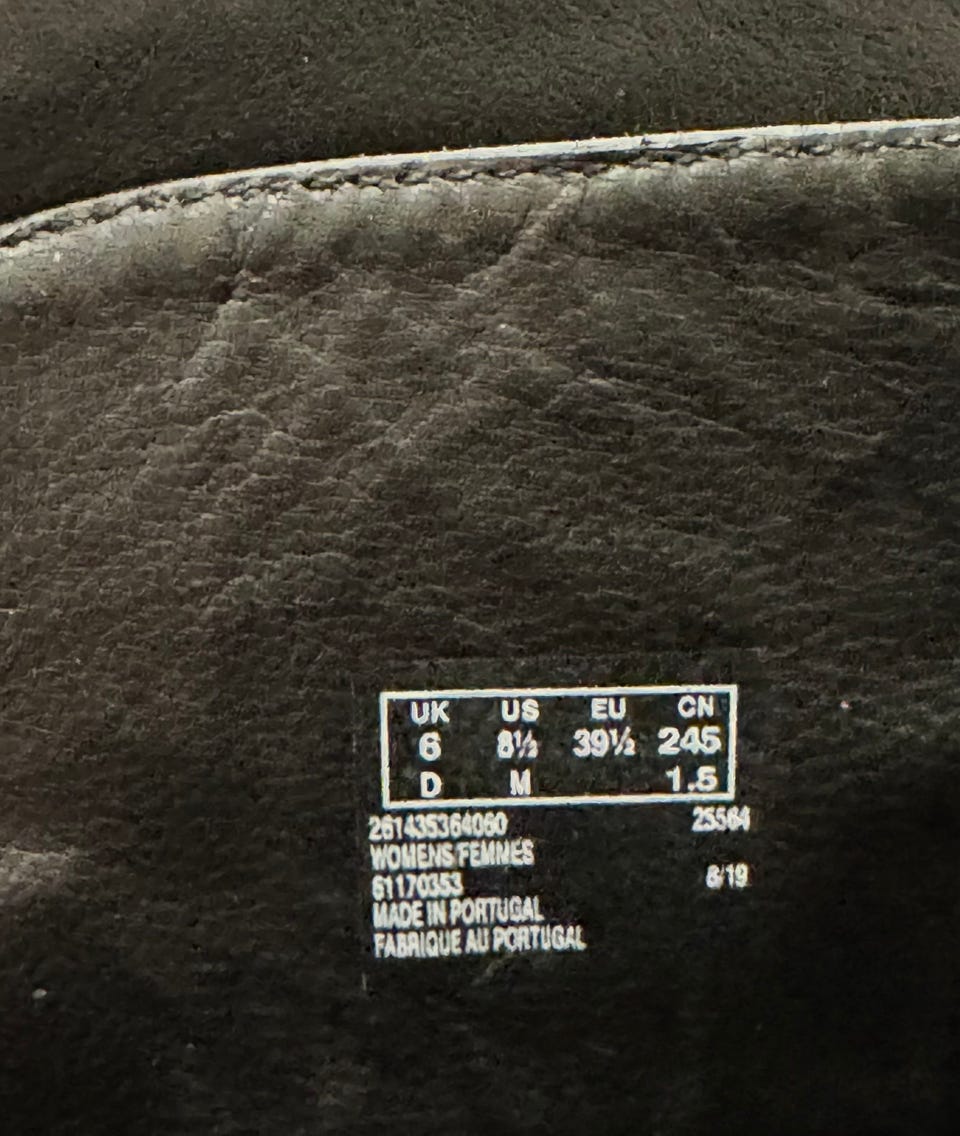 UK US EU CN
6 8½ 39½ 245
D M 1.5
261435364060 25564
WOMENS/FEMMES
61170353 8/19
MADE IN PORTUGAL
FABRIQUE AU PORTUGAL